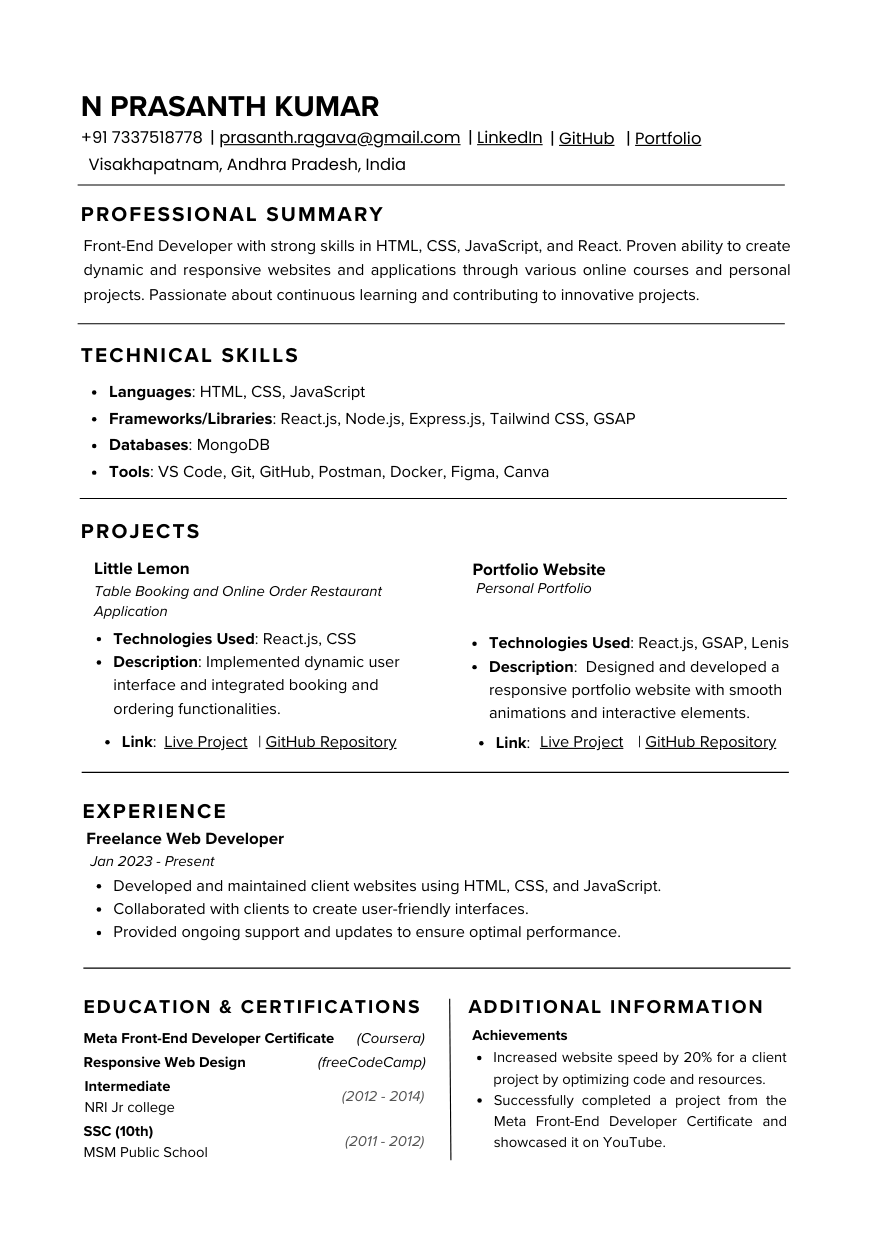 N PRASANTH KUMAR
+91 7337518778 | prasanth.ragava@gmail.com | LinkedIn | GitHub | Portfolio
Visakhapatnam, Andhra Pradesh, India
PROFESSIONAL SUMMARY
Front-End Developer with strong skills in HTML, CSS, JavaScript, and React. Proven ability to create
dynamic and responsive websites and applications through various online courses and personal
projects. Passionate about continuous learning and contributing to innovative projects.
TECHNICAL SKILLS
• Languages: HTML, CSS, JavaScript
• Frameworks/Libraries: React.js, Node.js, Express.js, Tailwind CSS, GSAP
• Databases: MongoDB
• Tools: VS Code, Git, GitHub, Postman, Docker, Figma, Canva
PROJECTS
Little Lemon
Table Booking and Online Order Restaurant
Application
• Technologies Used: React.js, CSS
• Description: Implemented dynamic user
interface and integrated booking and
ordering functionalities.
• Link: Live Project | GitHub Repository
Portfolio Website
Personal Portfolio
• Technologies Used: React.js, GSAP, Lenis
• Description: Designed and developed a
responsive portfolio website with smooth
animations and interactive elements.
• Link: Live Project | GitHub Repository
EXPERIENCE
Freelance Web Developer
Jan 2023 - Present
• Developed and maintained client websites using HTML, CSS, and JavaScript.
• Collaborated with clients to create user-friendly interfaces.
• Provided ongoing support and updates to ensure optimal performance.
EDUCATION & CERTIFICATIONS
Meta Front-End Developer Certificate (Coursera)
Responsive Web Design (freeCodeCamp)
Intermediate
NRI Jr college (2012 - 2014)
SSC (10th)
MSM Public School (2011 - 2012)
ADDITIONAL INFORMATION
Achievements
• Increased website speed by 20% for a client
project by optimizing code and resources.
• Successfully completed a project from the
Meta Front-End Developer Certificate and
showcased it on YouTube.